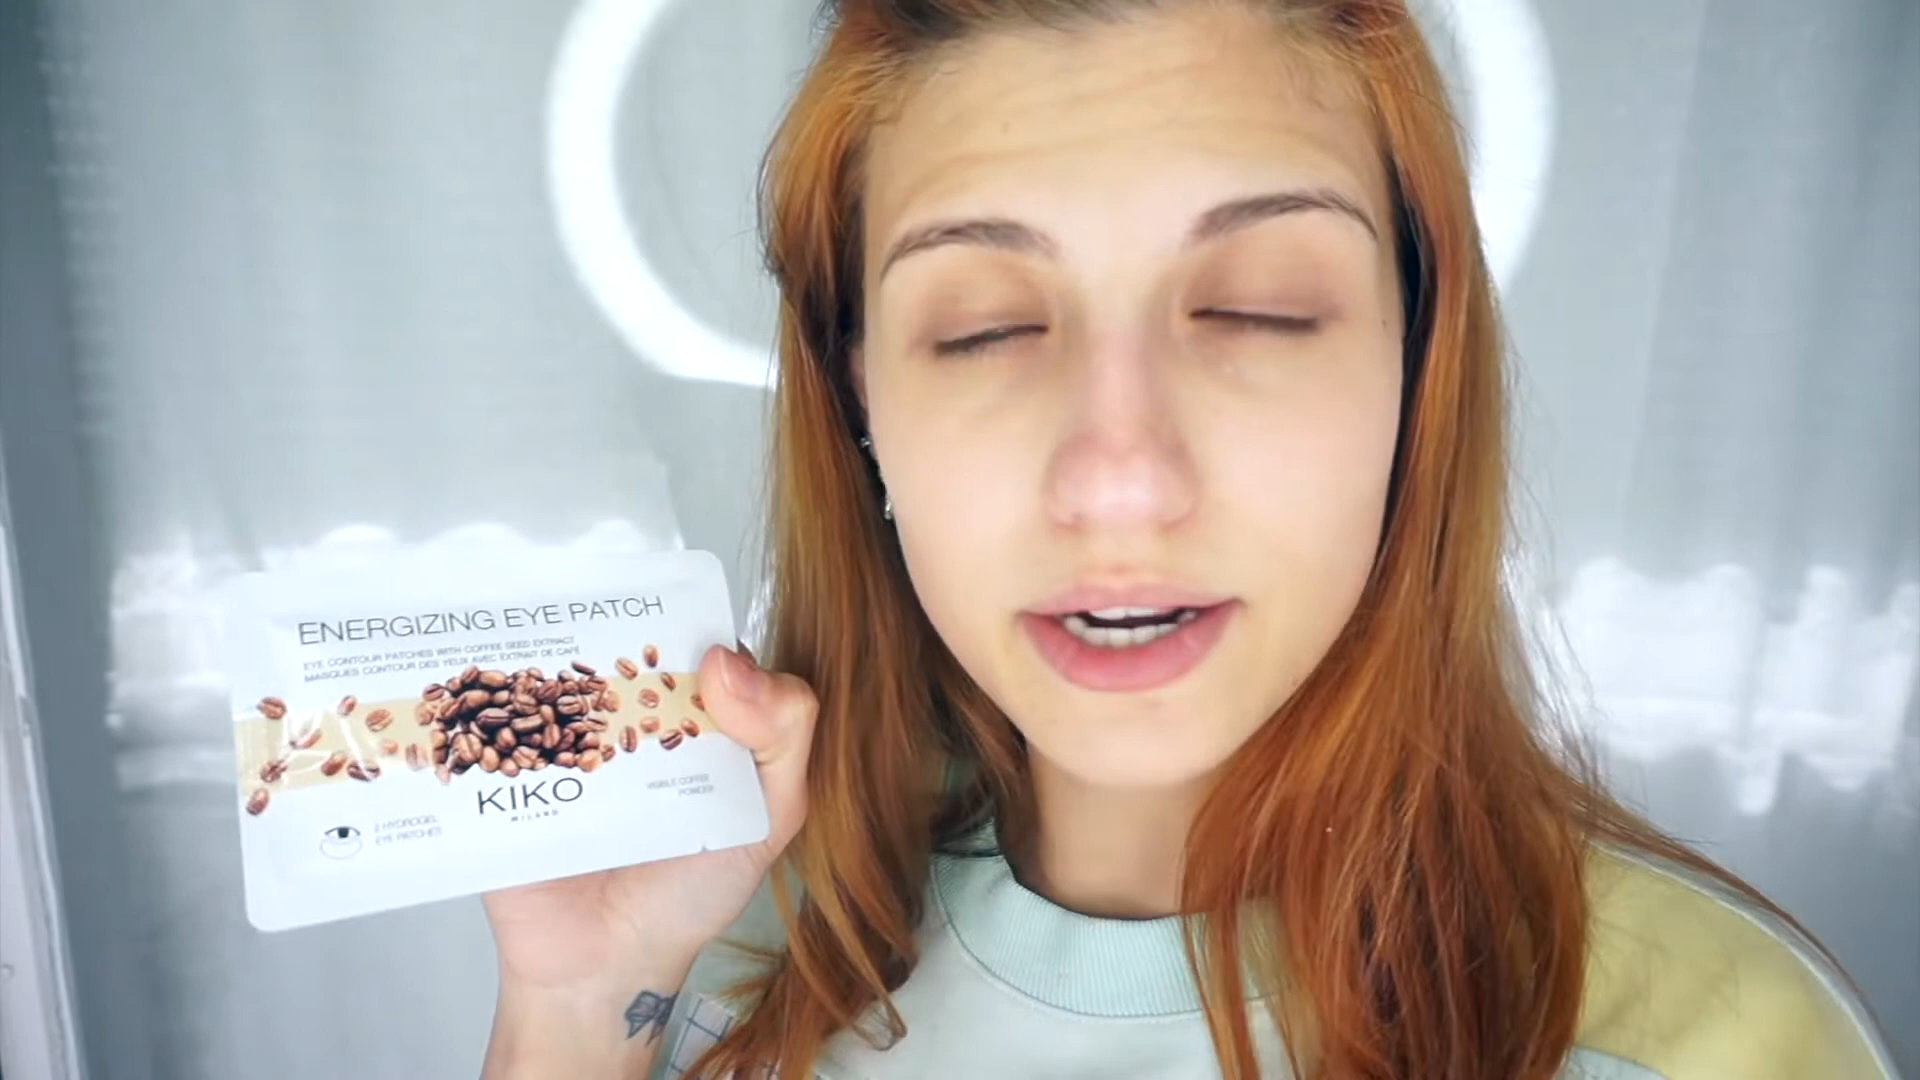 ENERGIZING EYE PATCH
EYE CONTOUR PATCHES WITH COFFEE SEED EXTRACT
MASQUES CONTOUR DES YEUX AVEC EXTRAIT DE CAFÉ
KIKO
MILANO
VISIBLE COFFEE
POWDER
2 HYDROGEL
EYE PATCHES